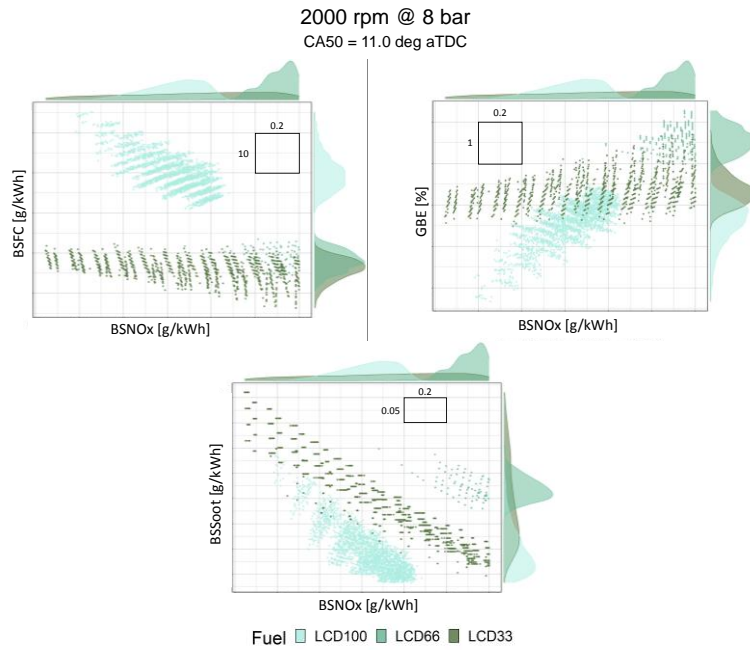 2000 rpm @ 8 bar
CA50 = 11.0 deg aTDC
0.2
10
BSFC [g/kWh]
BSNOx [g/kWh]
0.2
1
GBE [%]
BSNOx [g/kWh]
0.2
0.05
BSSoot [g/kWh]
BSNOx [g/kWh]
Fuel LCD100 LCD66 LCD33